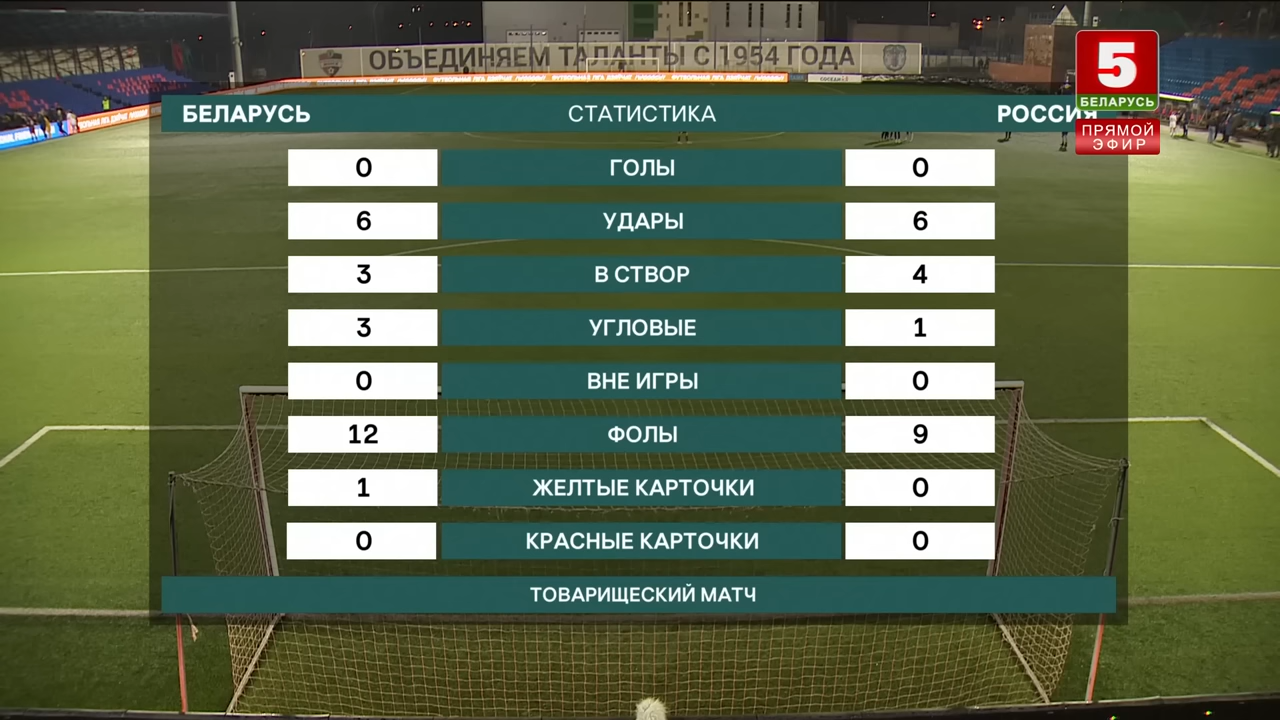 ОБЪЕДИНЯЕМ ТАЛАНТЫ С 1954 ГОДА
5
БЕЛАРУСЬ
ПРЯМОЙ
ЭФИР
БЕЛАРУСЬ СТАТИСТИКА РОССИЯ
0 ГОЛЫ 0
6 УДАРЫ 6
3 В СТВОР 4
3 УГЛОВЫЕ 1
0 ВНЕ ИГРЫ 0
12 ФОЛЫ 9
1 ЖЕЛТЫЕ КАРТОЧКИ 0
0 КРАСНЫЕ КАРТОЧКИ 0
ТОВАРИЩЕСКИЙ МАТЧ